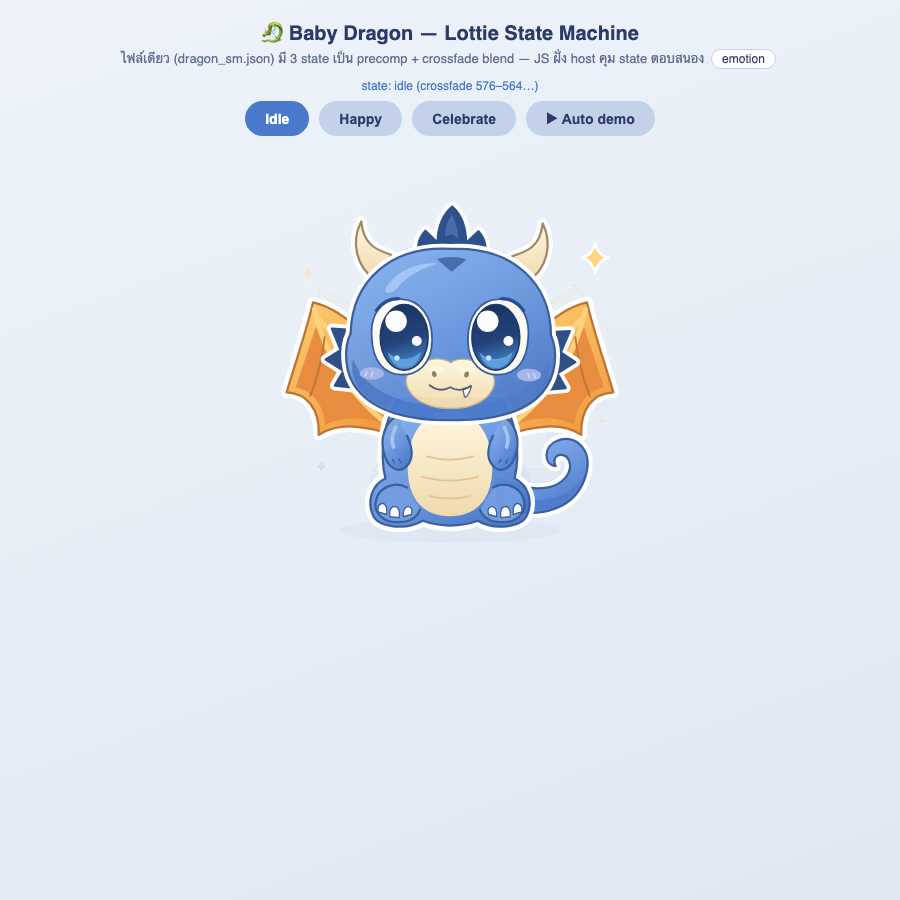 🐉 Baby Dragon — Lottie State Machine
ไฟล์เดียว (dragon_sm.json) มี 3 state เป็น precomp + crossfade blend — JS ฝั่ง host คุม state ตอบสนอง emotion
state: idle (crossfade 576–564…)
Idle Happy Celebrate ▶ Auto demo